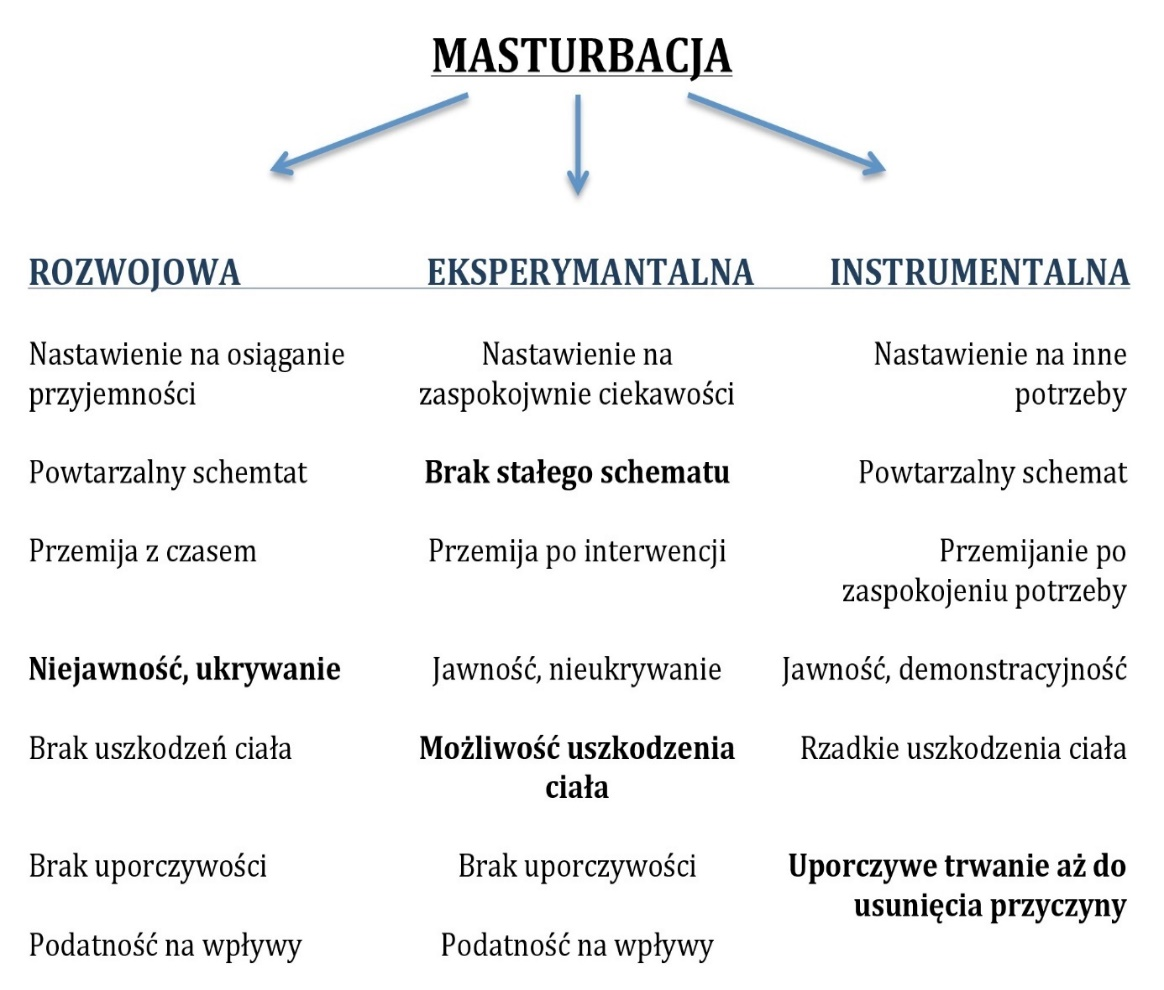 MASTURBACJA
ROZWOJOWA
Nastawienie na osiąganie
przyjemności
Powtarzalny schemtat
Przemija z czasem
Niejawność, ukrywanie
Brak uszkodzeń ciała
Brak uporczywości
Podatność na wpływy
EKSPERYMANTALNA
Nastawienie na
zaspokojwnie ciekawości
Brak stałego schematu
Przemija po interwencji
Jawność, nieukrywanie
Możliwość uszkodzenia
ciała
Brak uporczywości
Podatność na wpływy
INSTRUMENTALNA
Nastawienie na inne
potrzeby
Powtarzalny schemat
Przemijanie po
zaspokojeniu potrzeby
Jawność, demonstracyjność
Rzadkie uszkodzenia ciała
Uporczywe trwanie aż do
usunięcia przyczyny